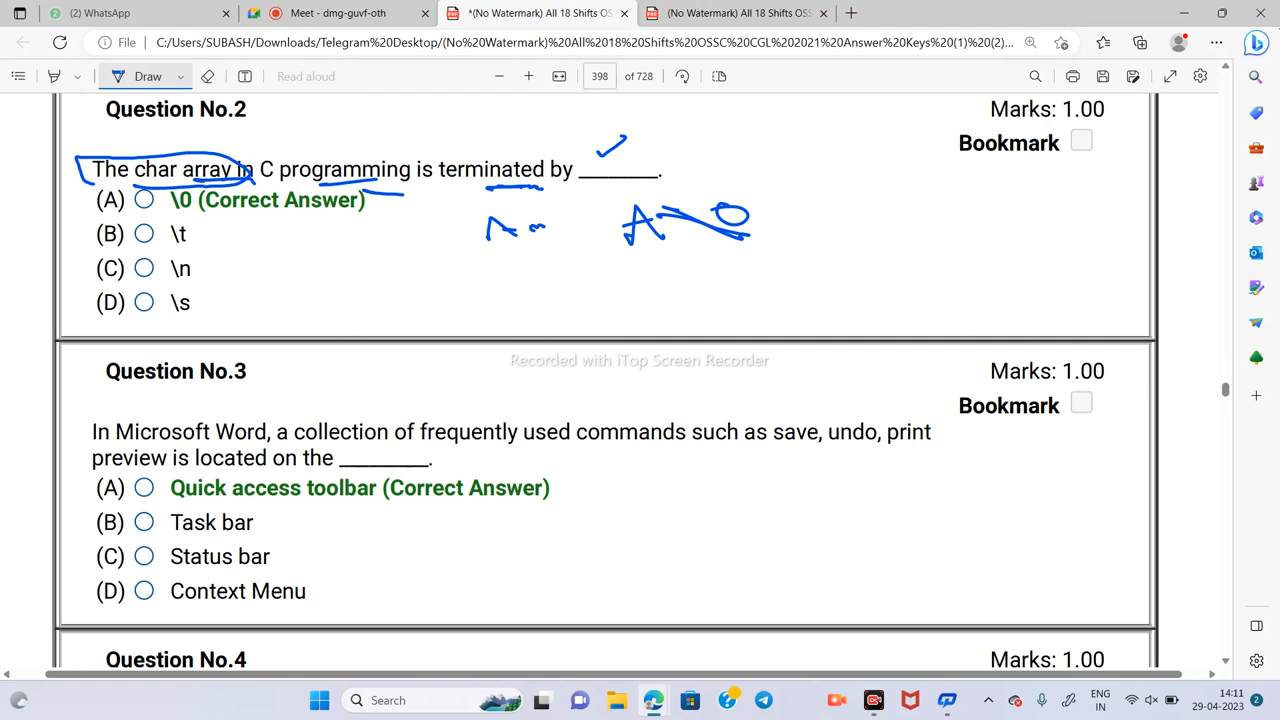 (2) WhatsApp
Meet - dmg-guvf-oth
*(No Watermark) All 18 Shifts OS
(No Watermark) All 18 Shifts OSS
File
C:/Users/SUBASH/Downloads/Telegram%20Desktop/(No%20Watermark)%20All%2018%20Shifts%20OSSC%20CGL%202021%20Answer%20Keys%20(1)%20(2)...
Draw
Read aloud
398 of 728
Question No.2
Marks: 1.00
Bookmark
The char array in C programming is terminated by _______.
(A) \0 (Correct Answer)
(B) \t
(C) \n
(D) \s
A
0
Recorded with iTop Screen Recorder
Question No.3
Marks: 1.00
Bookmark
In Microsoft Word, a collection of frequently used commands such as save, undo, print
preview is located on the ________.
(A) Quick access toolbar (Correct Answer)
(B) Task bar
(C) Status bar
(D) Context Menu
Question No.4
Marks: 1.00
Search
ENG
IN
14:11
29-04-2023
2